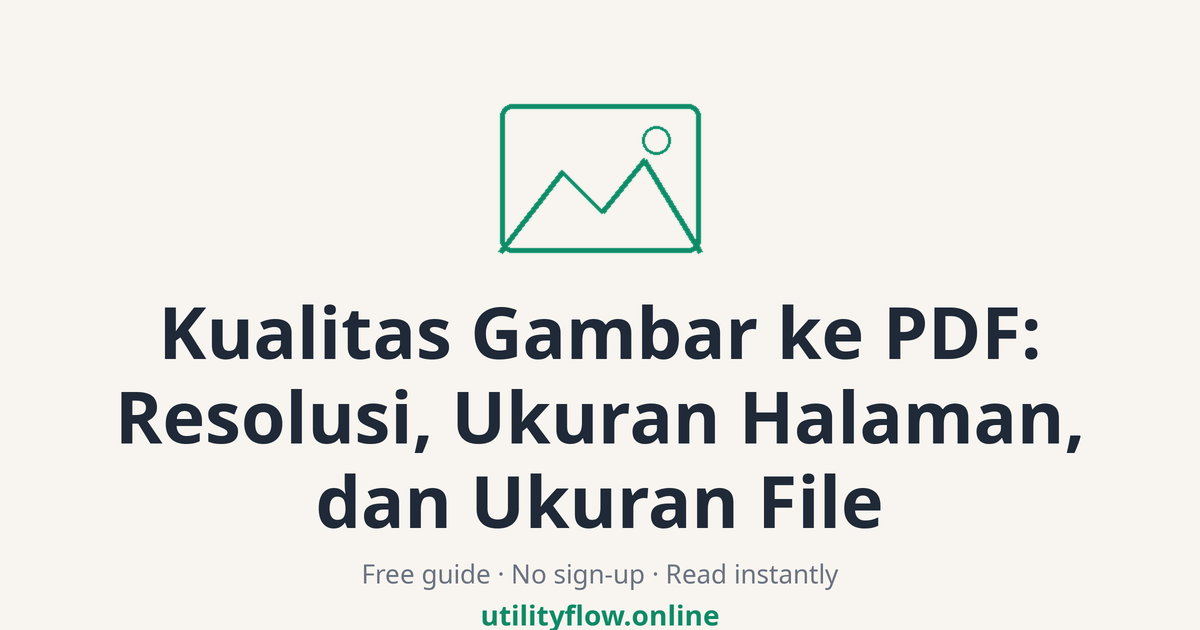 Kualitas Gambar ke PDF:
Resolusi, Ukuran Halaman,
dan Ukuran File
Free guide · No sign-up · Read instantly
utilityflow.online